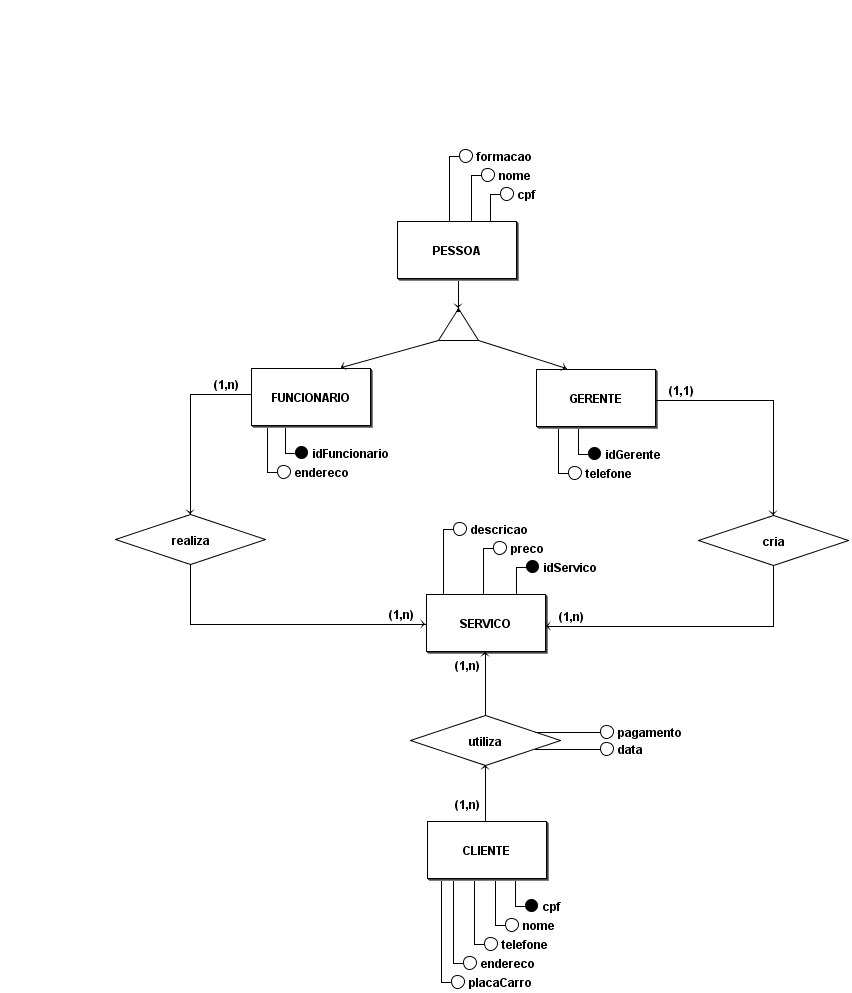 formacao
nome
cpf
PESSOA
(1,n)
FUNCIONARIO
GERENTE
(1,1)
idFuncionario
endereco
idGerente
telefone
descricao
preco
idServico
realiza
cria
(1,n)
SERVICO
(1,n)
(1,n)
utiliza
pagamento
data
(1,n)
CLIENTE
cpf
nome
telefone
endereco
placaCarro